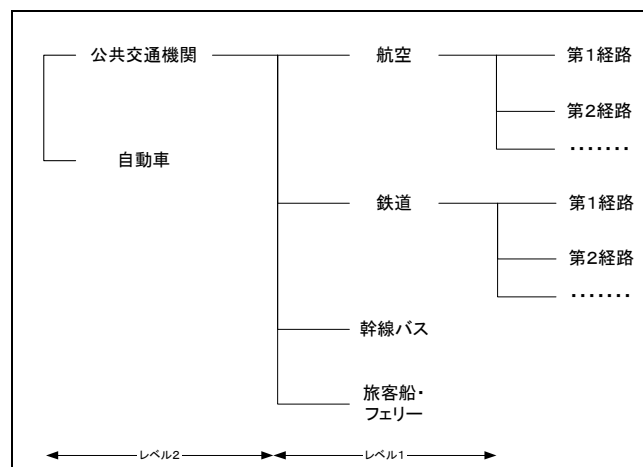 公共交通機関
航空
第1経路
第2経路
‥‥‥‥
自動車
鉄道
第1経路
第2経路
‥‥‥‥
幹線バス
旅客船・
フェリー
レベル2
レベル1